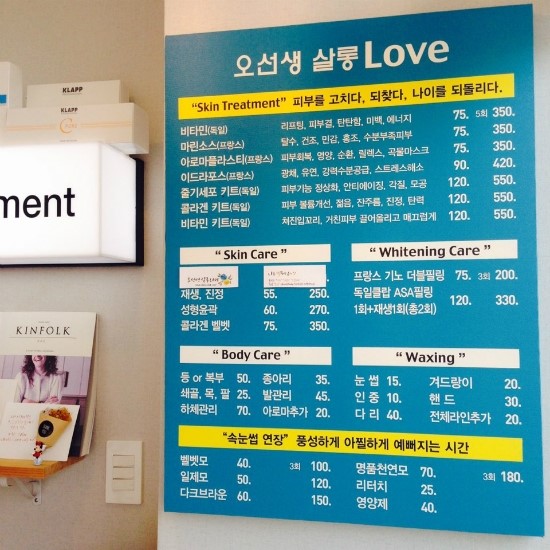 오선생 살롱 Love
"Skin Treatment" 피부를 고치다, 되찾다, 나이를 되돌리다.
비타민(독일) 리프팅, 피부결, 탄탄함, 미백, 에너지 75. 5회 350.
마린소스(프랑스) 탈수, 건조, 민감, 홍조, 수분부족피부 75. 350.
아로마플라스티(프랑스) 피부회복, 영양, 순환, 릴렉스, 곡물마스크 75. 350.
이드라포스(프랑스) 광채, 유연, 강력수분공급, 스트레스해소 90. 420.
줄기세포 키트(독일) 피부기능 정상화, 안티에이징, 각질, 모공 120. 550.
콜라겐 키트(독일) 피부 볼륨개선, 젊음, 잔주름, 진정, 탄력 120. 550.
비타민 키트(독일) 쳐진입꼬리, 거친피부 끌어올리고 매끄럽게 120. 550.
"Skin Care"
재생, 진정 55. 250.
성형윤곽 60. 270.
콜라겐 벨벳 75. 350.
"Whitening Care"
프랑스 기노 더블필링 75. 3회 200.
독일클랍 ASA필링
1회+재생1회(총2회) 120. 330.
"Body Care"
등 or 복부 50. 종아리 35.
쇄골, 목, 팔 25. 발관리 45.
하체관리 70. 아로마추가 20.
"Waxing"
눈 썹 15. 겨드랑이 20.
인 중 10. 핸 드 30.
다 리 40. 전체라인추가 20.
"속눈썹 연장" 풍성하게 아찔하게 예뻐지는 시간
벨벳모 40. 3회 100.
일제모 50. 120.
다크브라운 60. 150.
명품천연모 70. 3회 180.
리터치 25.
영양제 40.
KLAPP
KLAPP
ment
KINFOLK